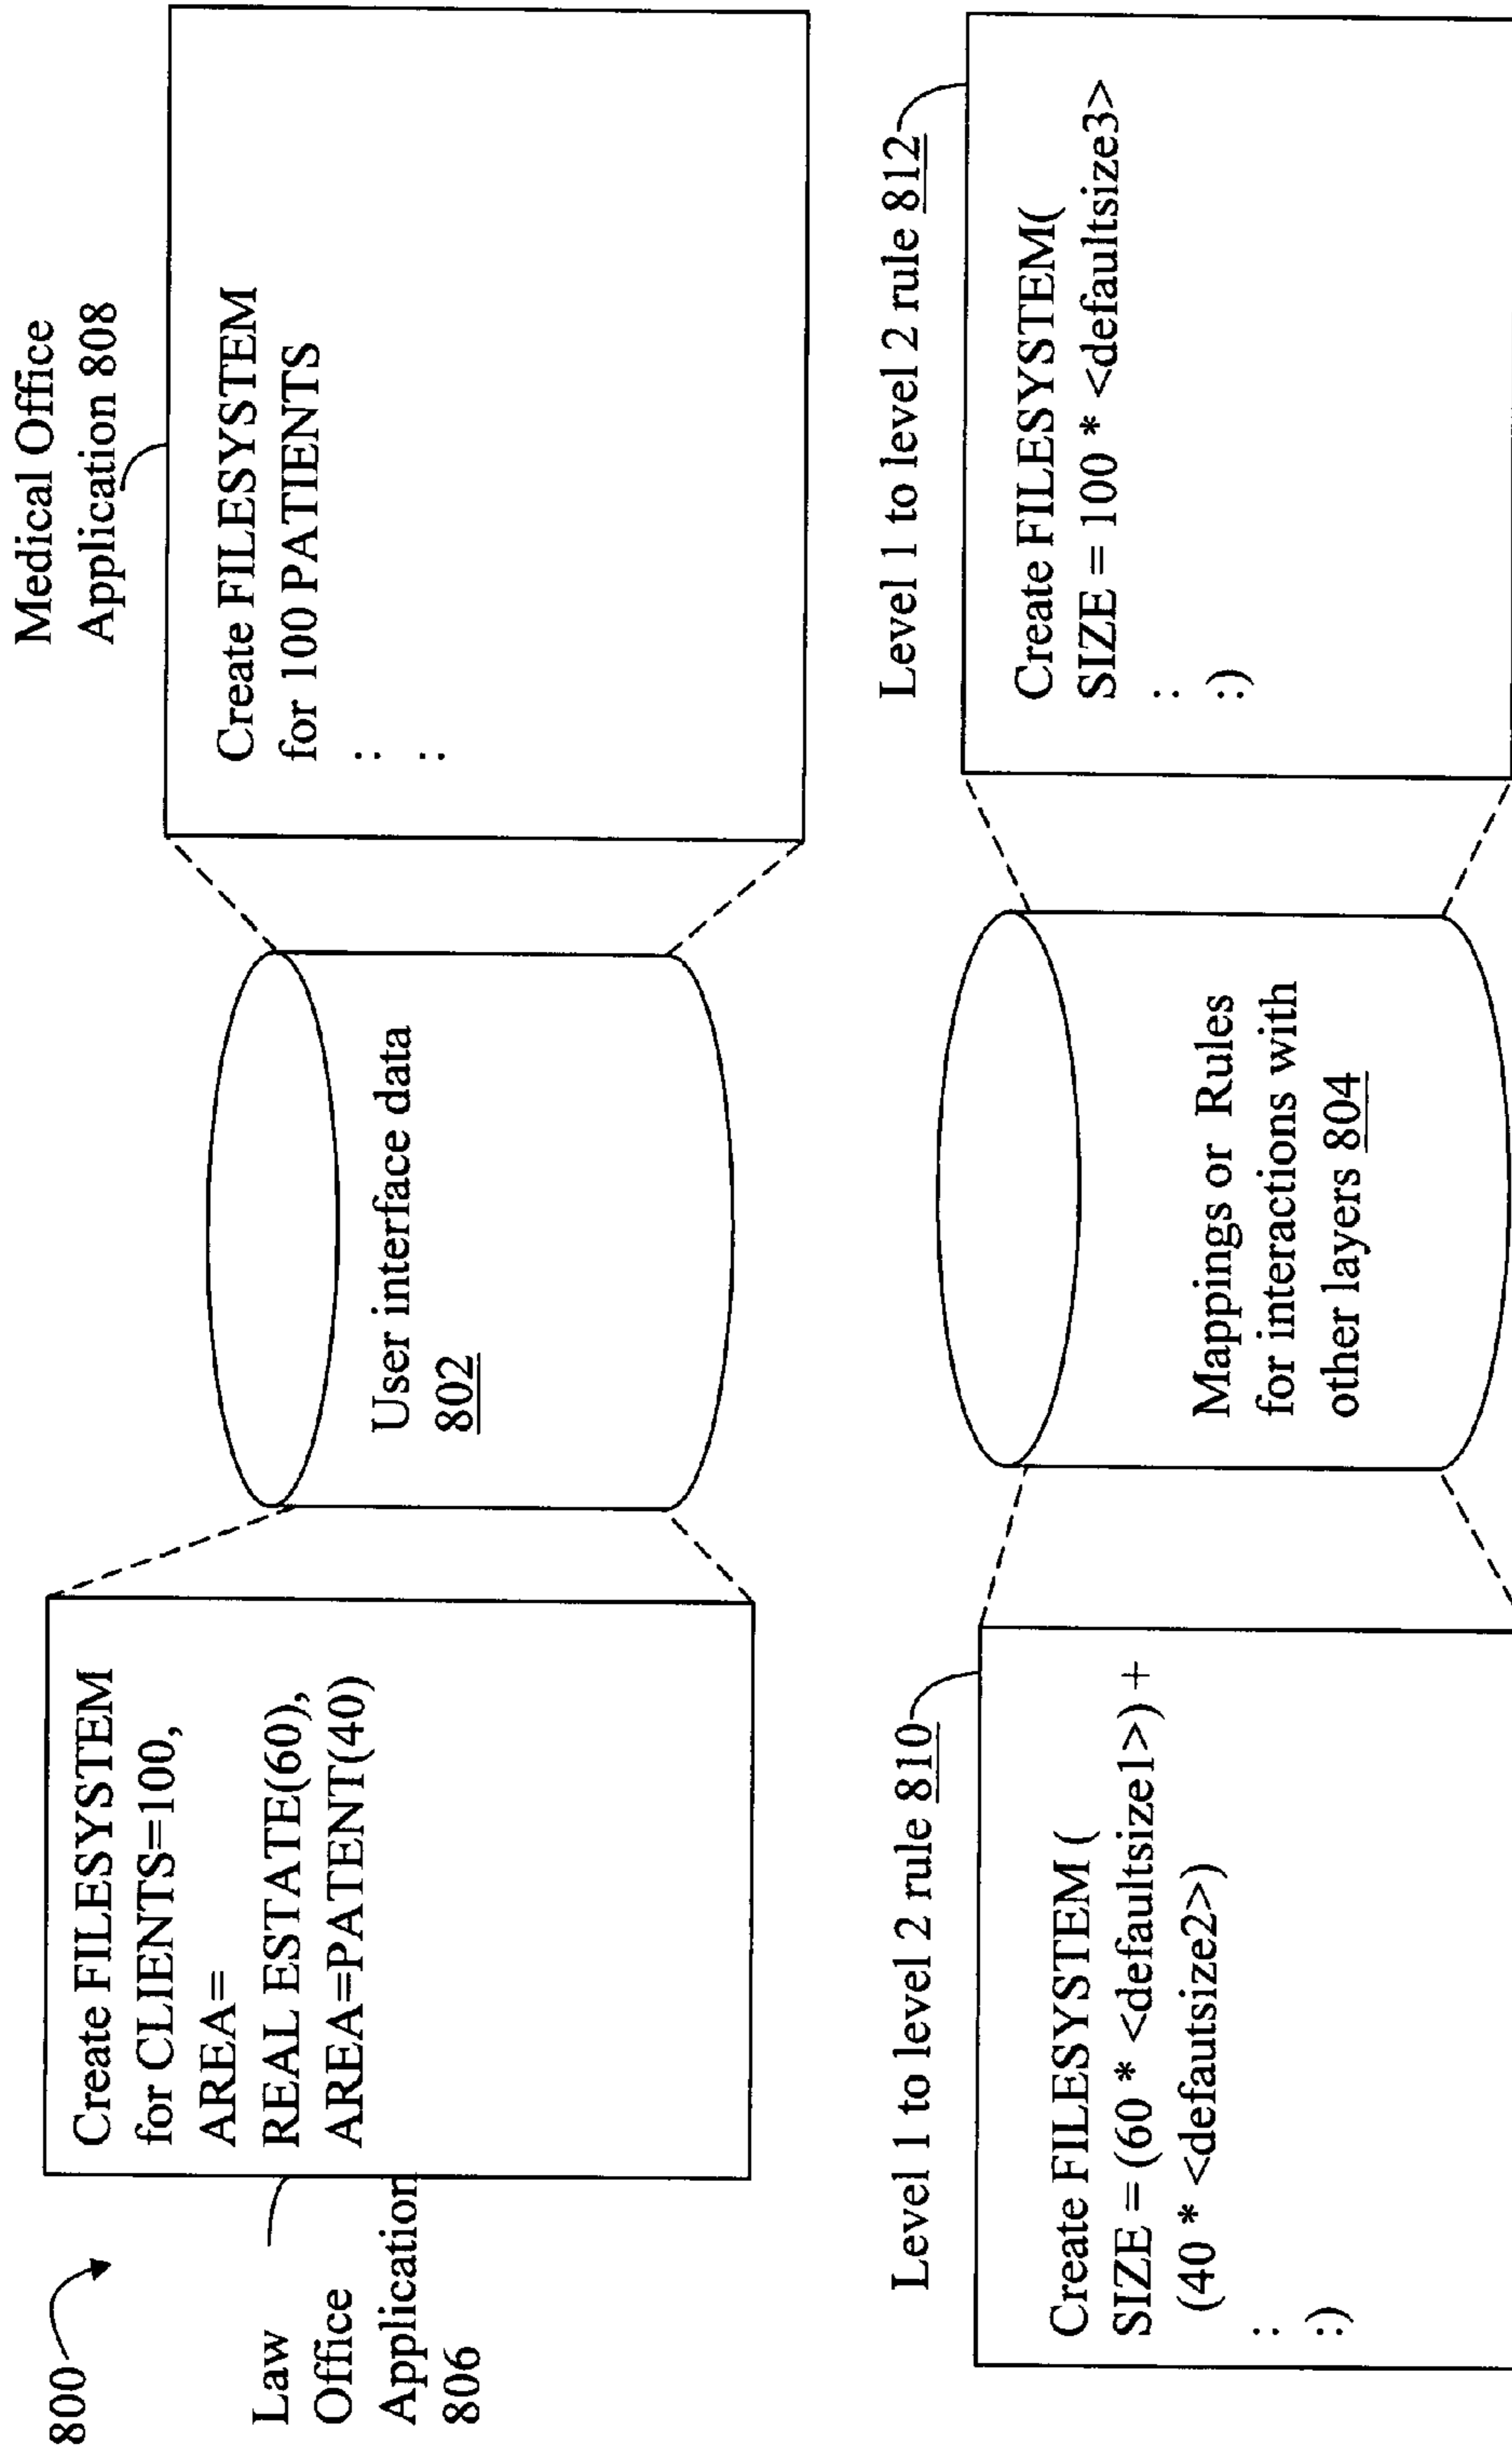 800
Law
Office
Application
806
Create FILESYSTEM
for CLIENTS=100,
AREA=
REAL ESTATE(60),
AREA=PATENT(40)
User interface data
802
Medical Office
Application 808
Create FILESYSTEM
for 100 PATIENTS
:
:
Level 1 to level 2 rule 810
Create FILESYSTEM (
SIZE = (60 * <defaultsize1>) +
(40 * <defautsize2>)
:
:)
Mappings or Rules
for interactions with
other layers 804
Level 1 to level 2 rule 812
Create FILESYSTEM(
SIZE = 100 * <defaultsize3>
:
:)